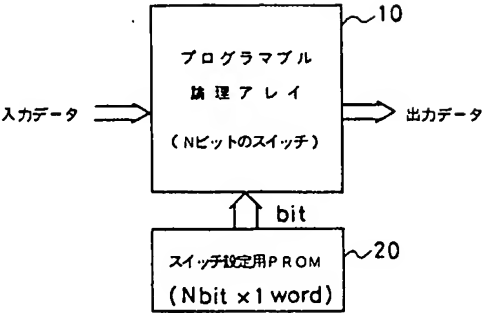 10
プログラマブル
論理アレイ
入力データ
出力データ
(Nビットのスイッチ)
bit
20
スイッチ設定用PROM
(Nbit×1word)